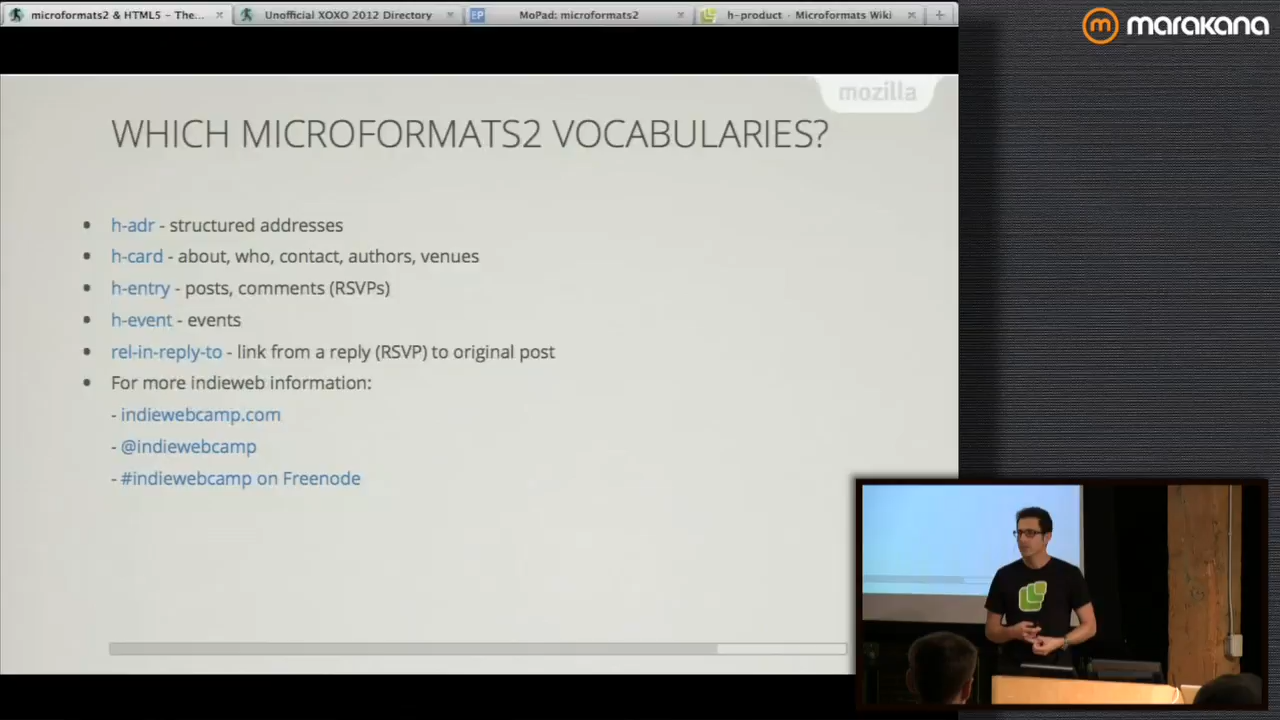 microformats2 & HTML5 – The...
Unofficial XOXO 2012 Directory
EP
MoPad: microformats2
h-product · Microformats Wiki
marakana
mozilla
WHICH MICROFORMATS2 VOCABULARIES?
• h-adr - structured addresses
• h-card - about, who, contact, authors, venues
• h-entry - posts, comments (RSVPs)
• h-event - events
• rel-in-reply-to - link from a reply (RSVP) to original post
• For more indieweb information:
- indiewebcamp.com
- @indiewebcamp
- #indiewebcamp on Freenode